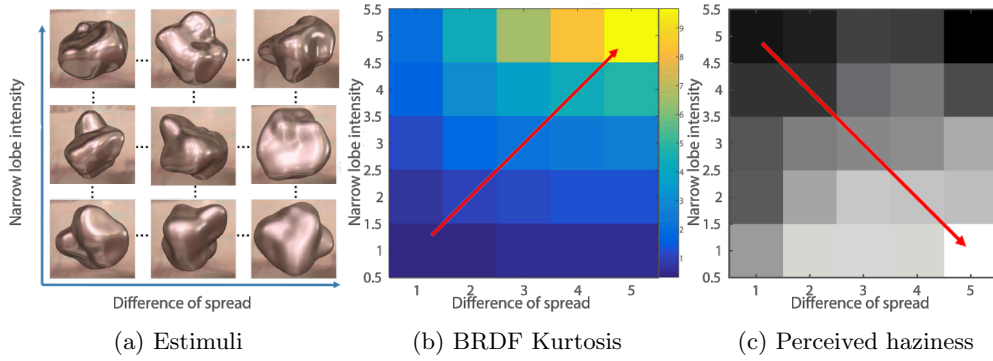 Narrow lobe intensity
Difference of spread
(a) Estimuli
5.5
5
4.5
4
3.5
3
2.5
2
1.5
1
0.5
Narrow lobe intensity
1 2 3 4 5
Difference of spread
9
8
7
6
5
4
3
2
1
(b) BRDF Kurtosis
5.5
5
4.5
4
3.5
3
2.5
2
1.5
1
0.5
Narrow lobe intensity
1 2 3 4 5
Difference of spread
(c) Perceived haziness